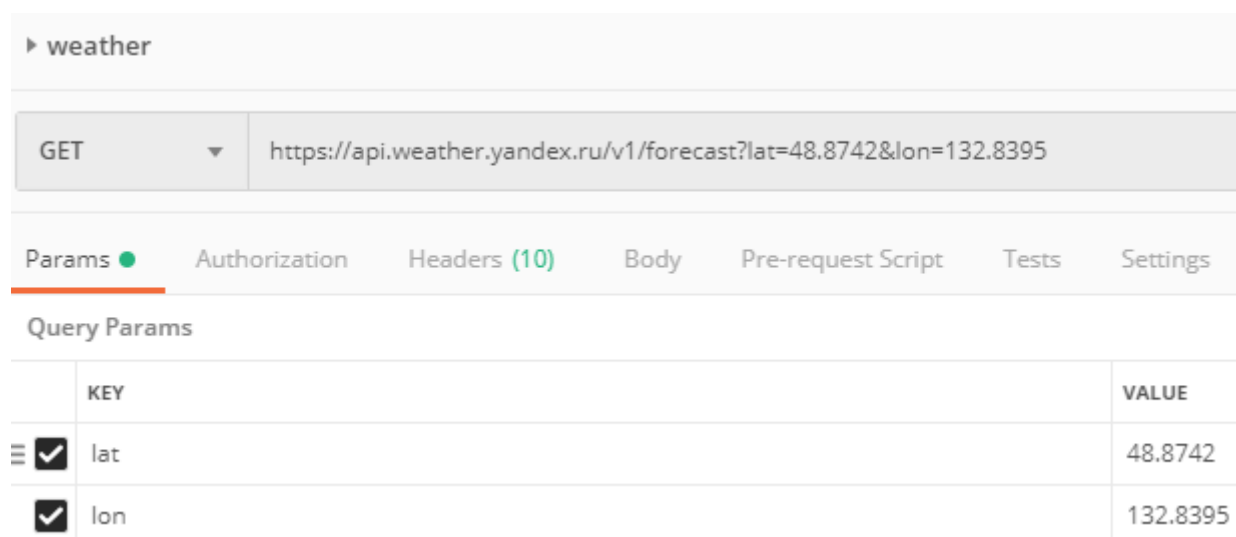 weather
GET https://api.weather.yandex.ru/v1/forecast?lat=48.8742&lon=132.8395
Params Authorization Headers (10) Body Pre-request Script Tests Settings
Query Params
KEY VALUE
lat 48.8742
lon 132.8395